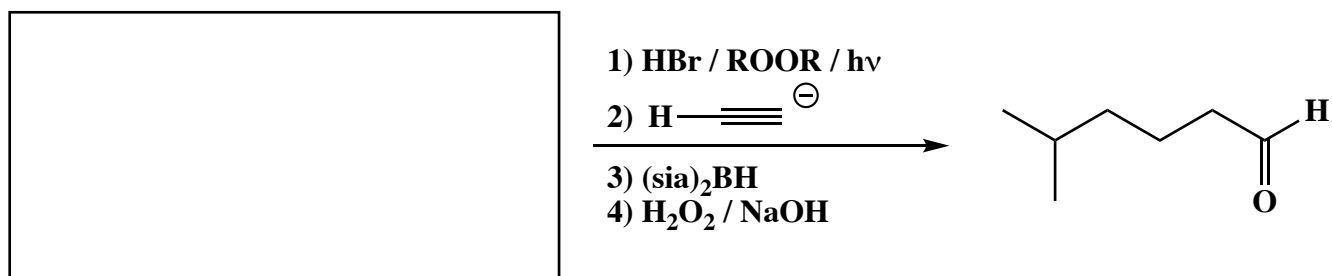 1) HBr / ROOR / hν
2) H ⊖
3) (sia)₂BH
4) H₂O₂ / NaOH
H
O